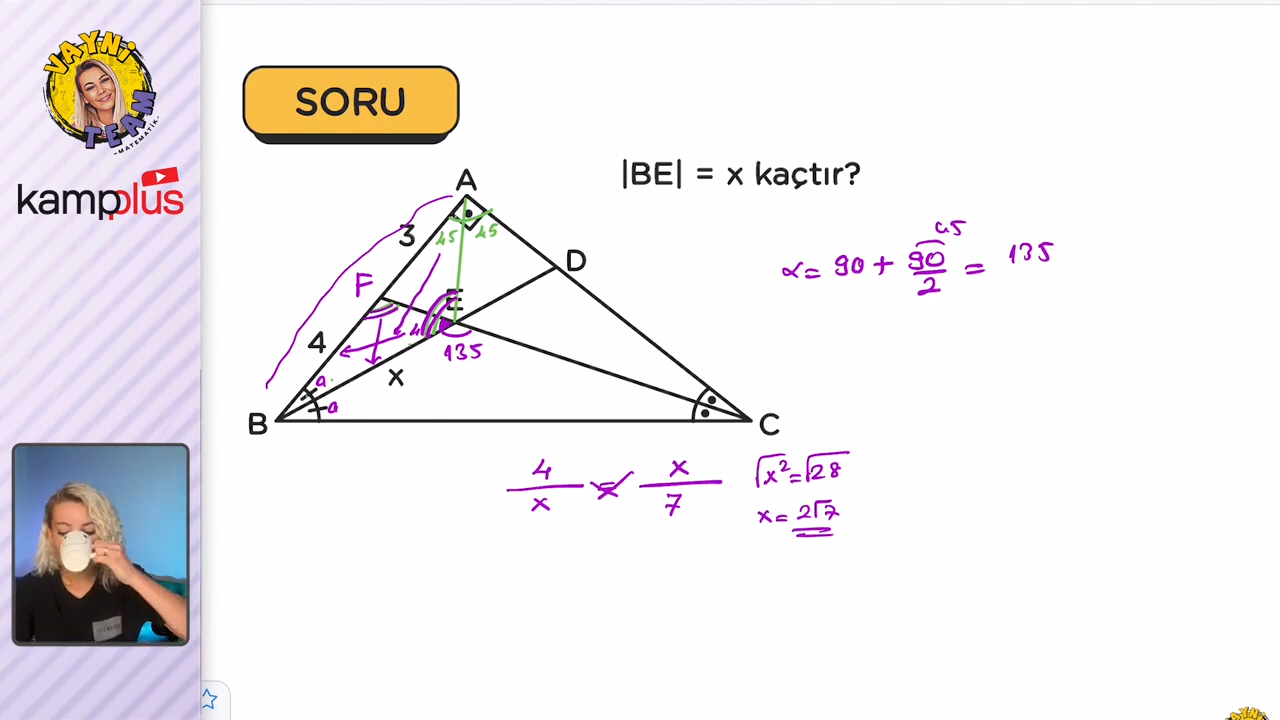 VAYNi
TEAM
-MATEMATİK-
kampplus
SORU
|BE| = x kaçtır?
A
3
45 45
F
D
E
4
4
135
x
a
a
B
C
α = 90 + 90/2 = 135
45
4/x = x/7
√x² = √28
x = 2√7